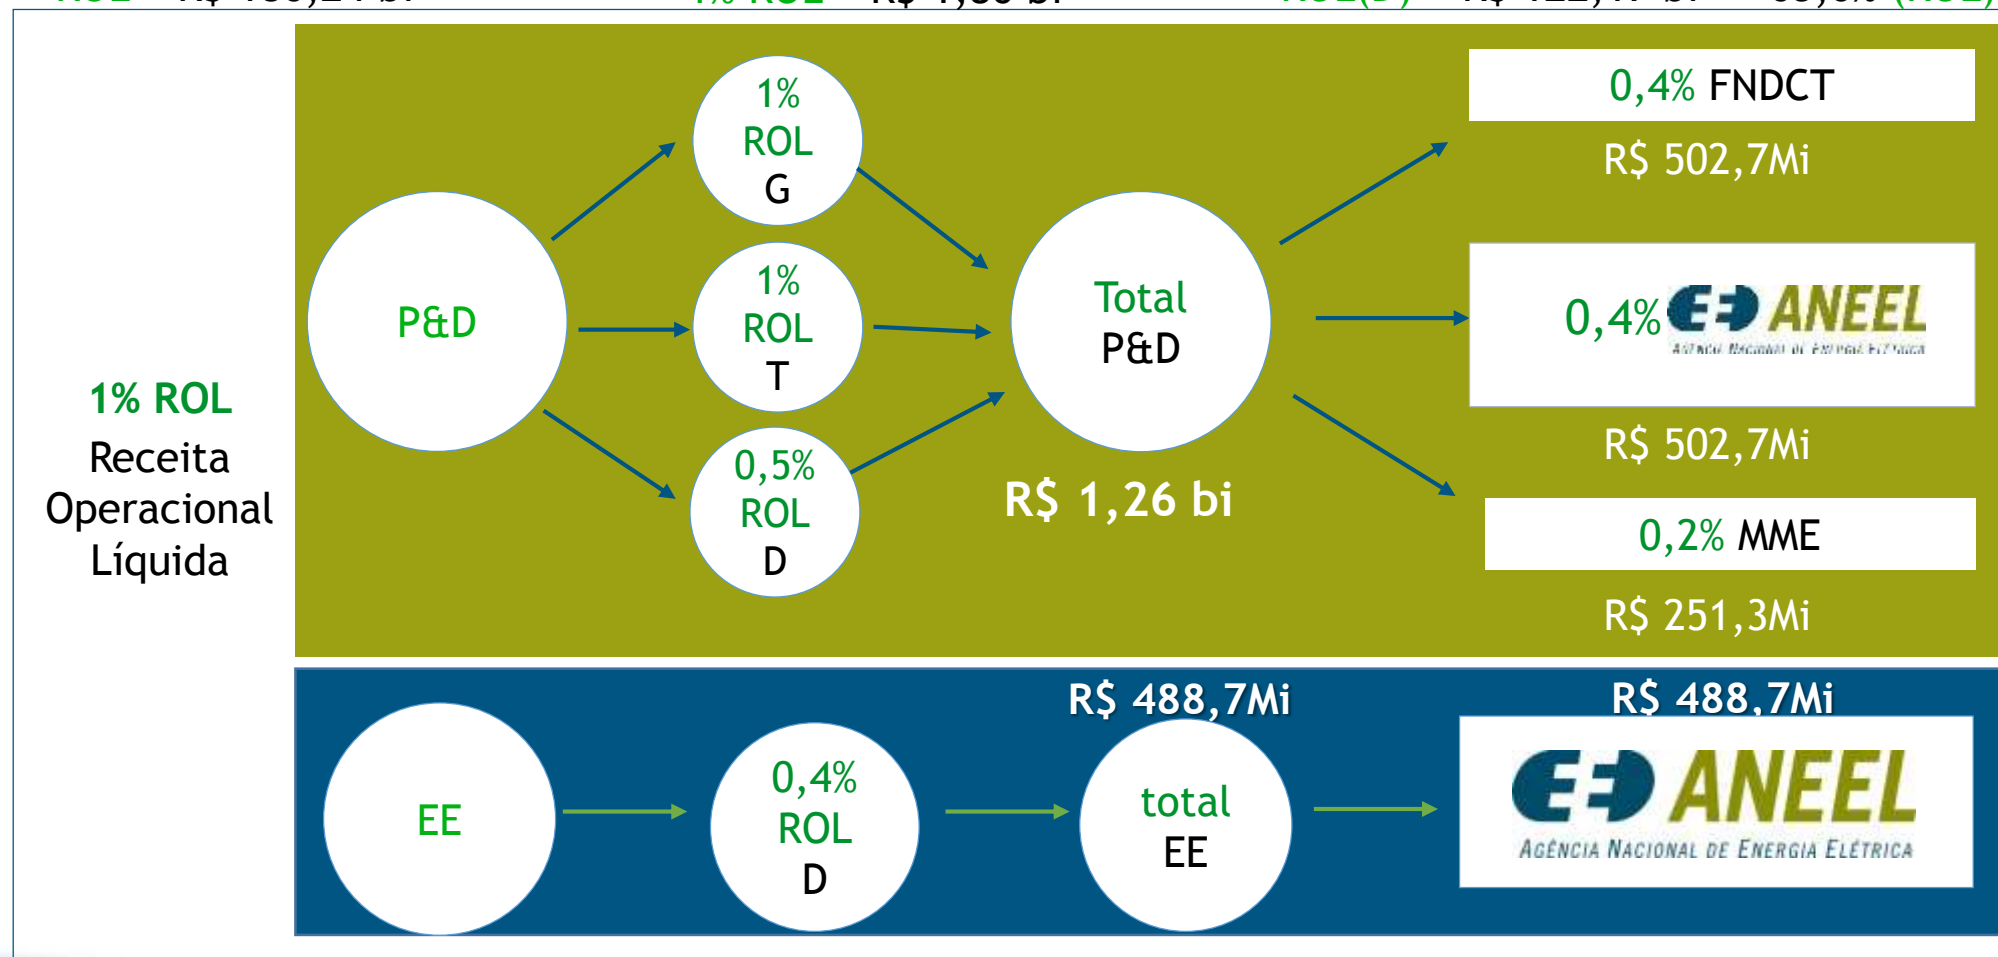 1% ROL
Receita
Operacional
Líquida
P&D
1%
ROL
G
1%
ROL
T
0,5%
ROL
D
Total
P&D
R$ 1,26 bi
0,4% FNDCT
R$ 502,7Mi
0,4% ANEEL
R$ 502,7Mi
0,2% MME
R$ 251,3Mi
EE
0,4%
ROL
D
R$ 488,7Mi
total
EE
R$ 488,7Mi
ANEEL
AGÊNCIA NACIONAL DE ENERGIA ELÉTRICA